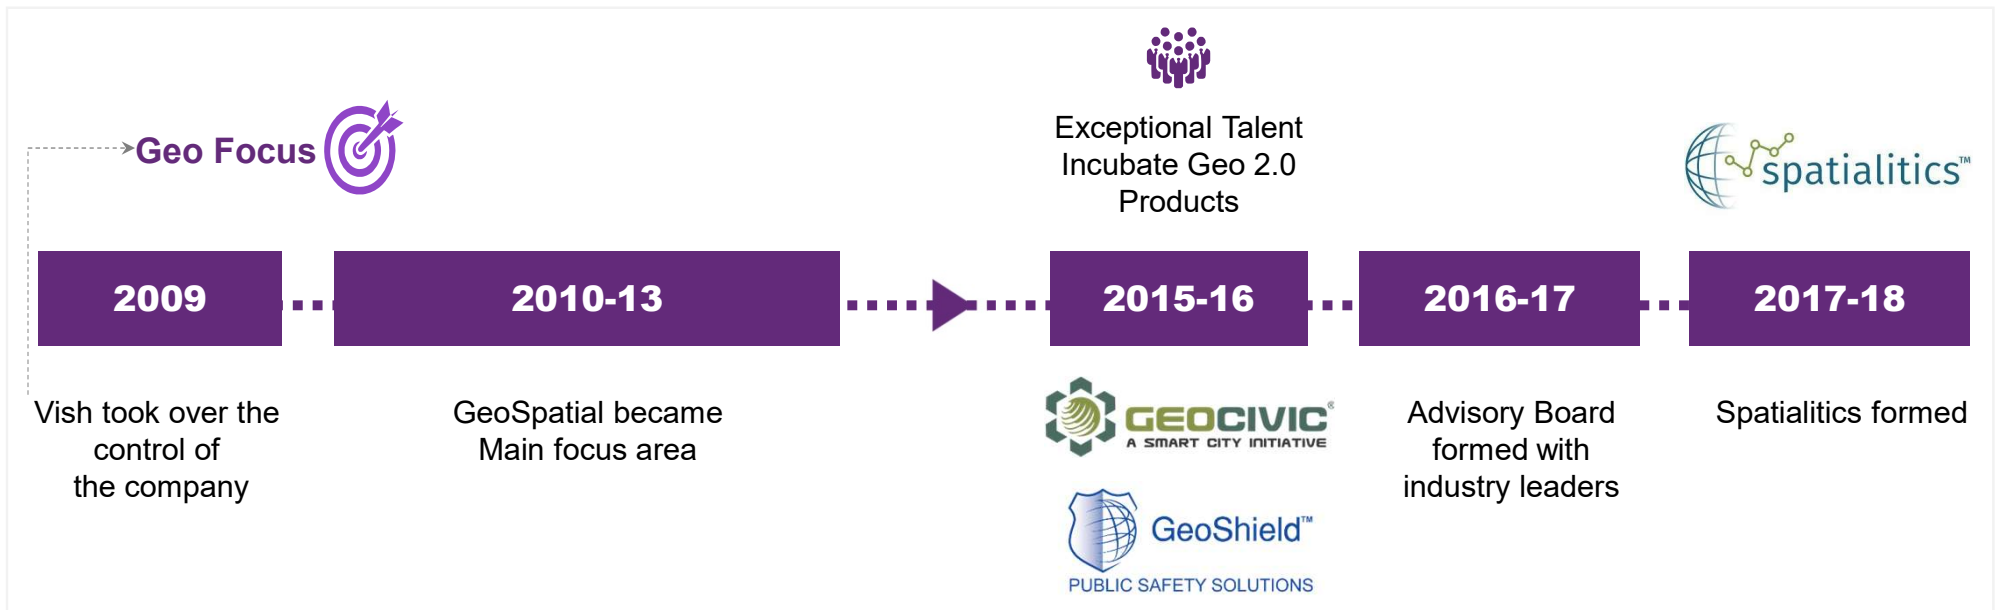 Geo Focus
Exceptional Talent
Incubate Geo 2.0
Products
spatialitics™
2009
2010-13
2015-16
2016-17
2017-18
Vish took over the
control of
the company
GeoSpatial became
Main focus area
GEOCIVIC®
A SMART CITY INITIATIVE
GeoShield™
PUBLIC SAFETY SOLUTIONS
Advisory Board
formed with
industry leaders
Spatialitics formed